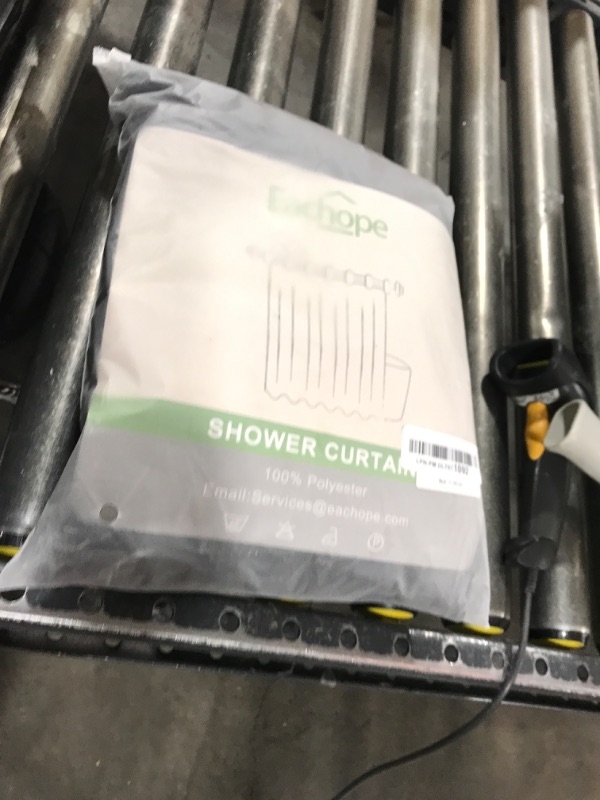 Eachope
SHOWER CURTAIN
100% Polyester
Email:Services@eachope.com